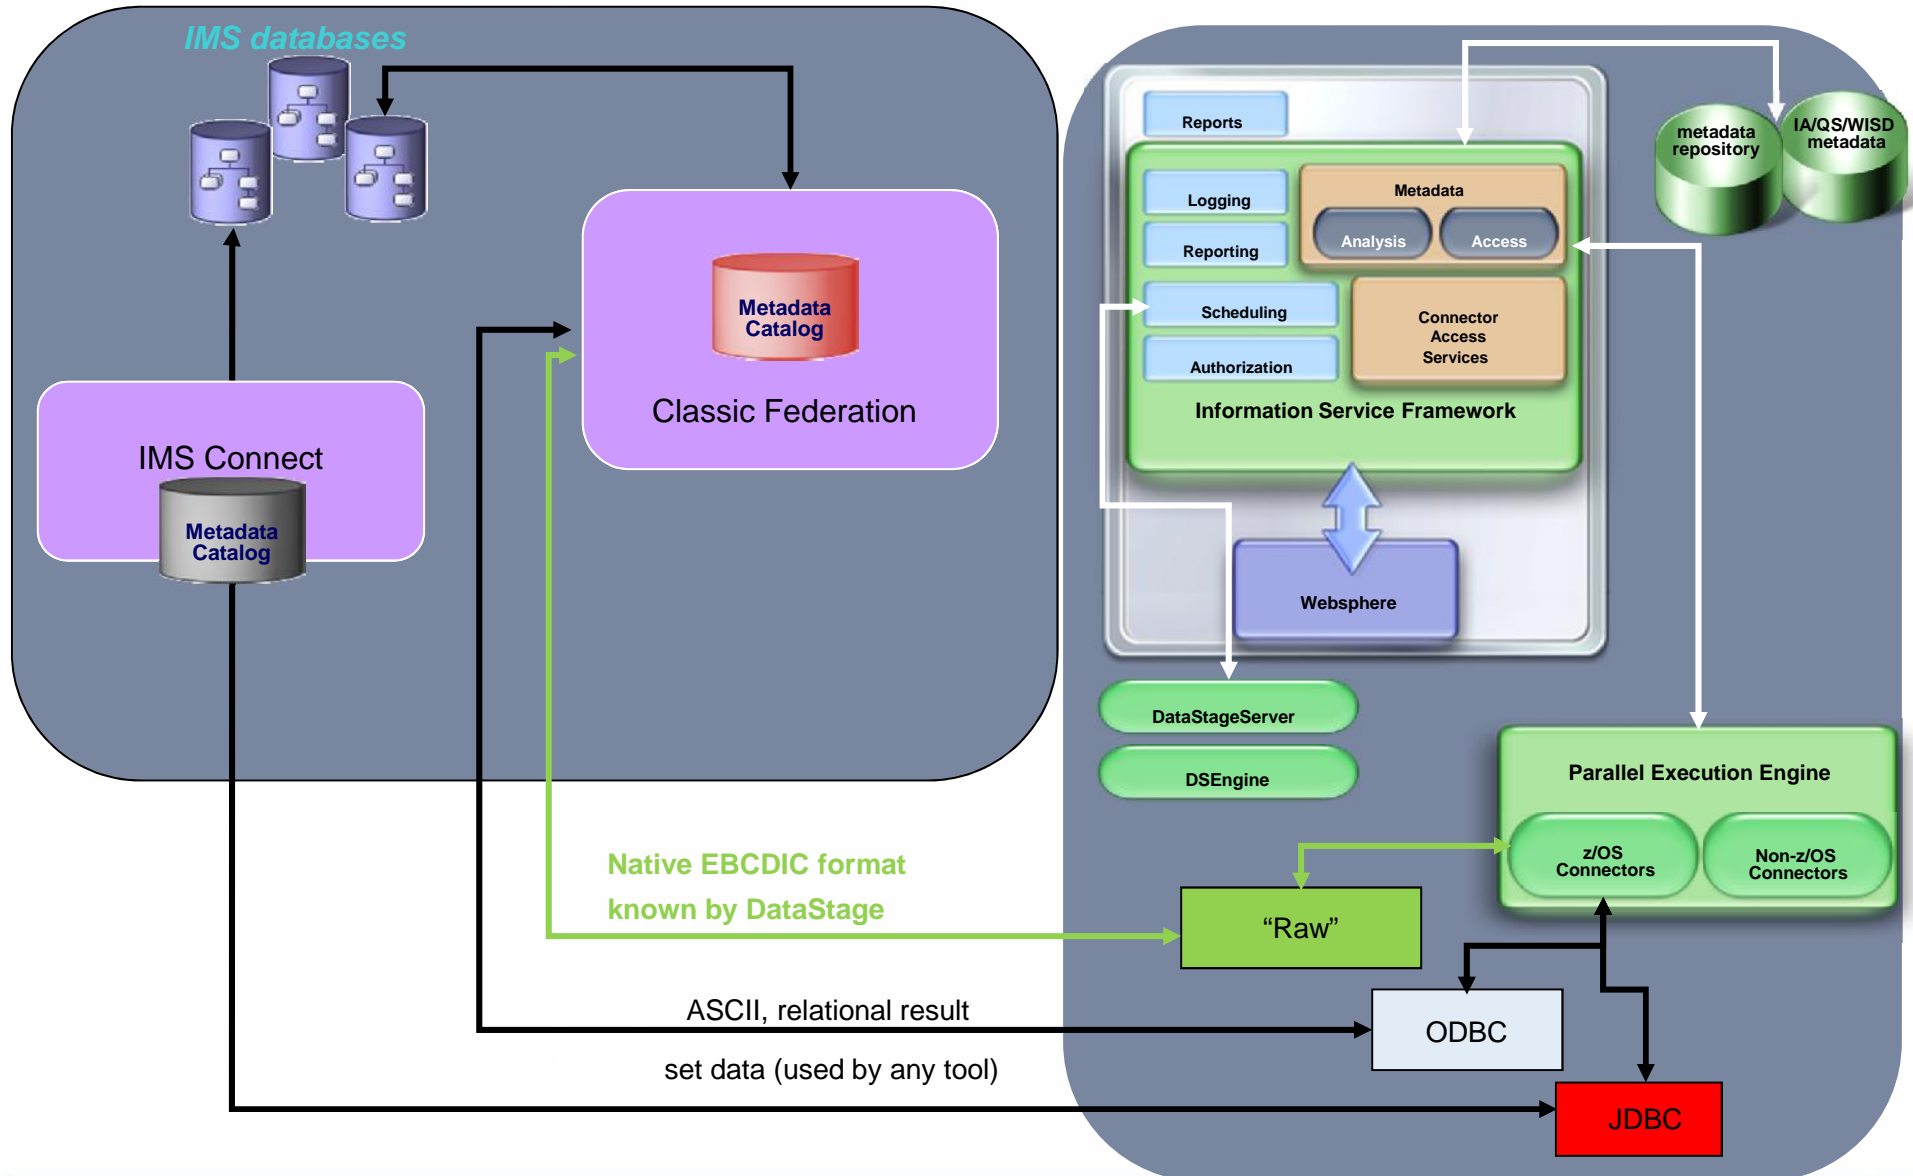 IMS databases
Metadata
Catalog
Classic Federation
IMS Connect
Metadata
Catalog
Reports
Logging
Reporting
Scheduling
Authorization
Metadata
Analysis
Access
Connector
Access
Services
Information Service Framework
Websphere
metadata
repository
IA/QS/WISD
metadata
DataStageServer
DSEngine
Parallel Execution Engine
z/OS
Connectors
Non-z/OS
Connectors
Native EBCDIC format
known by DataStage
“Raw”
ASCII, relational result
set data (used by any tool)
ODBC
JDBC